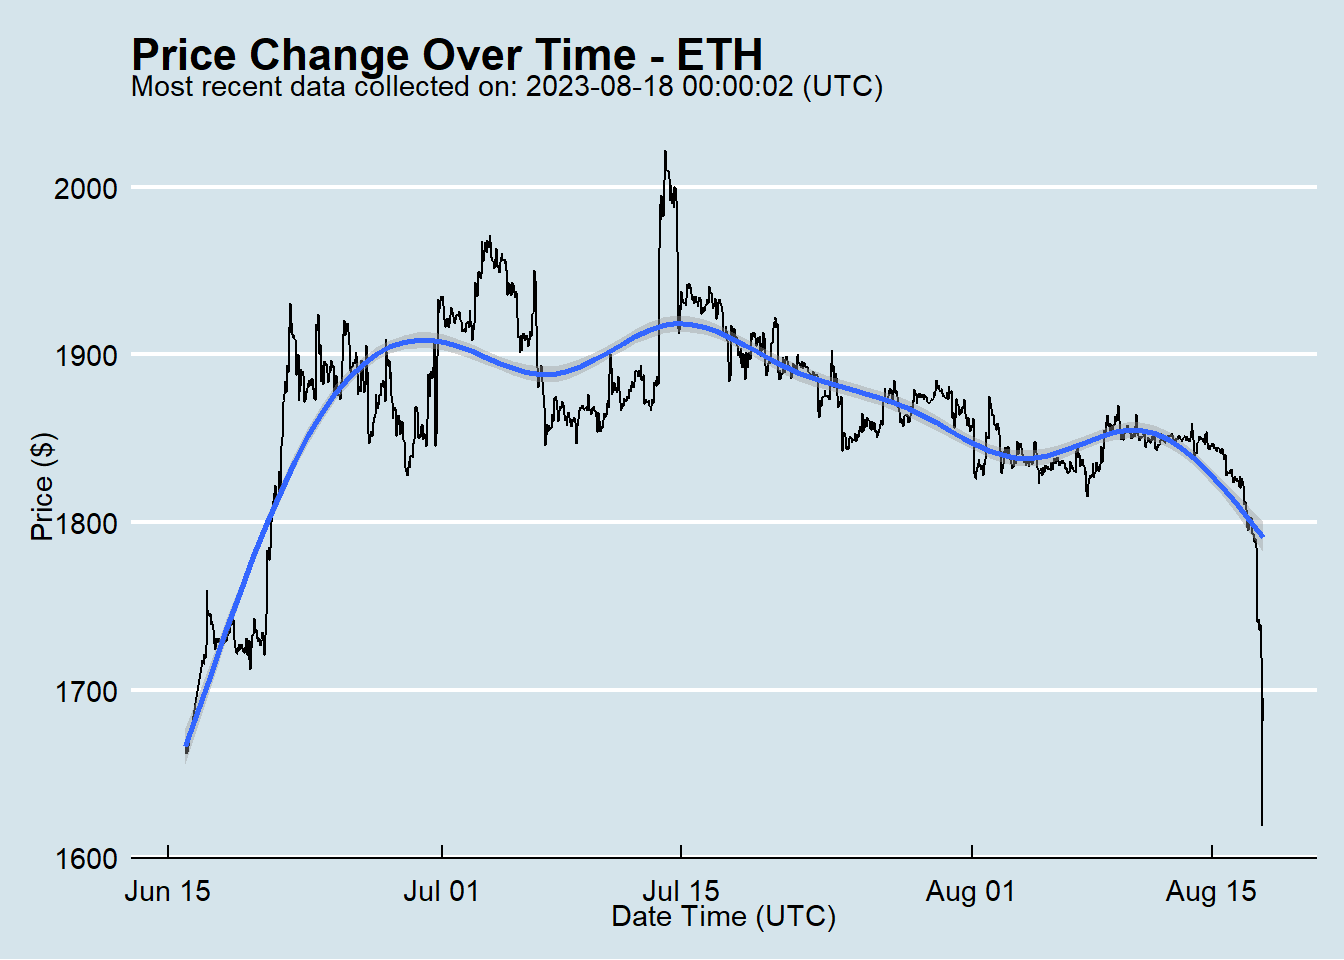 Price Change Over Time - ETH
Most recent data collected on: 2023-08-18 00:00:02 (UTC)
Price ($)
2000
1900
1800
1700
1600
Jun 15
Jul 01
Jul 15
Aug 01
Aug 15
Date Time (UTC)